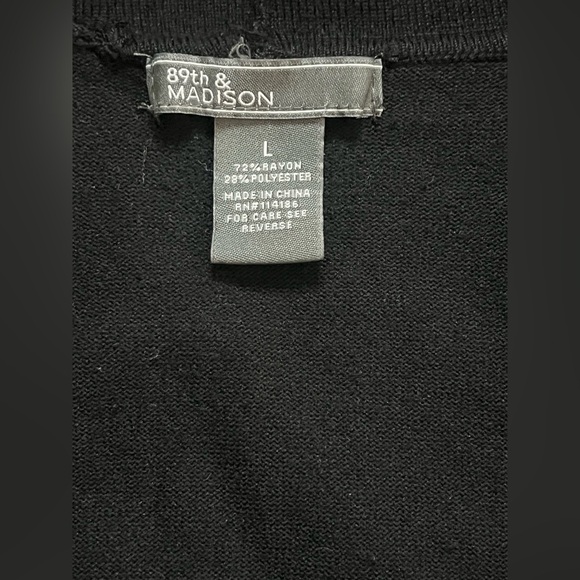 89th &
MADISON
L
72% RAYON
28% POLYESTER
MADE IN CHINA
RN#114186
FOR CARE SEE
REVERSE